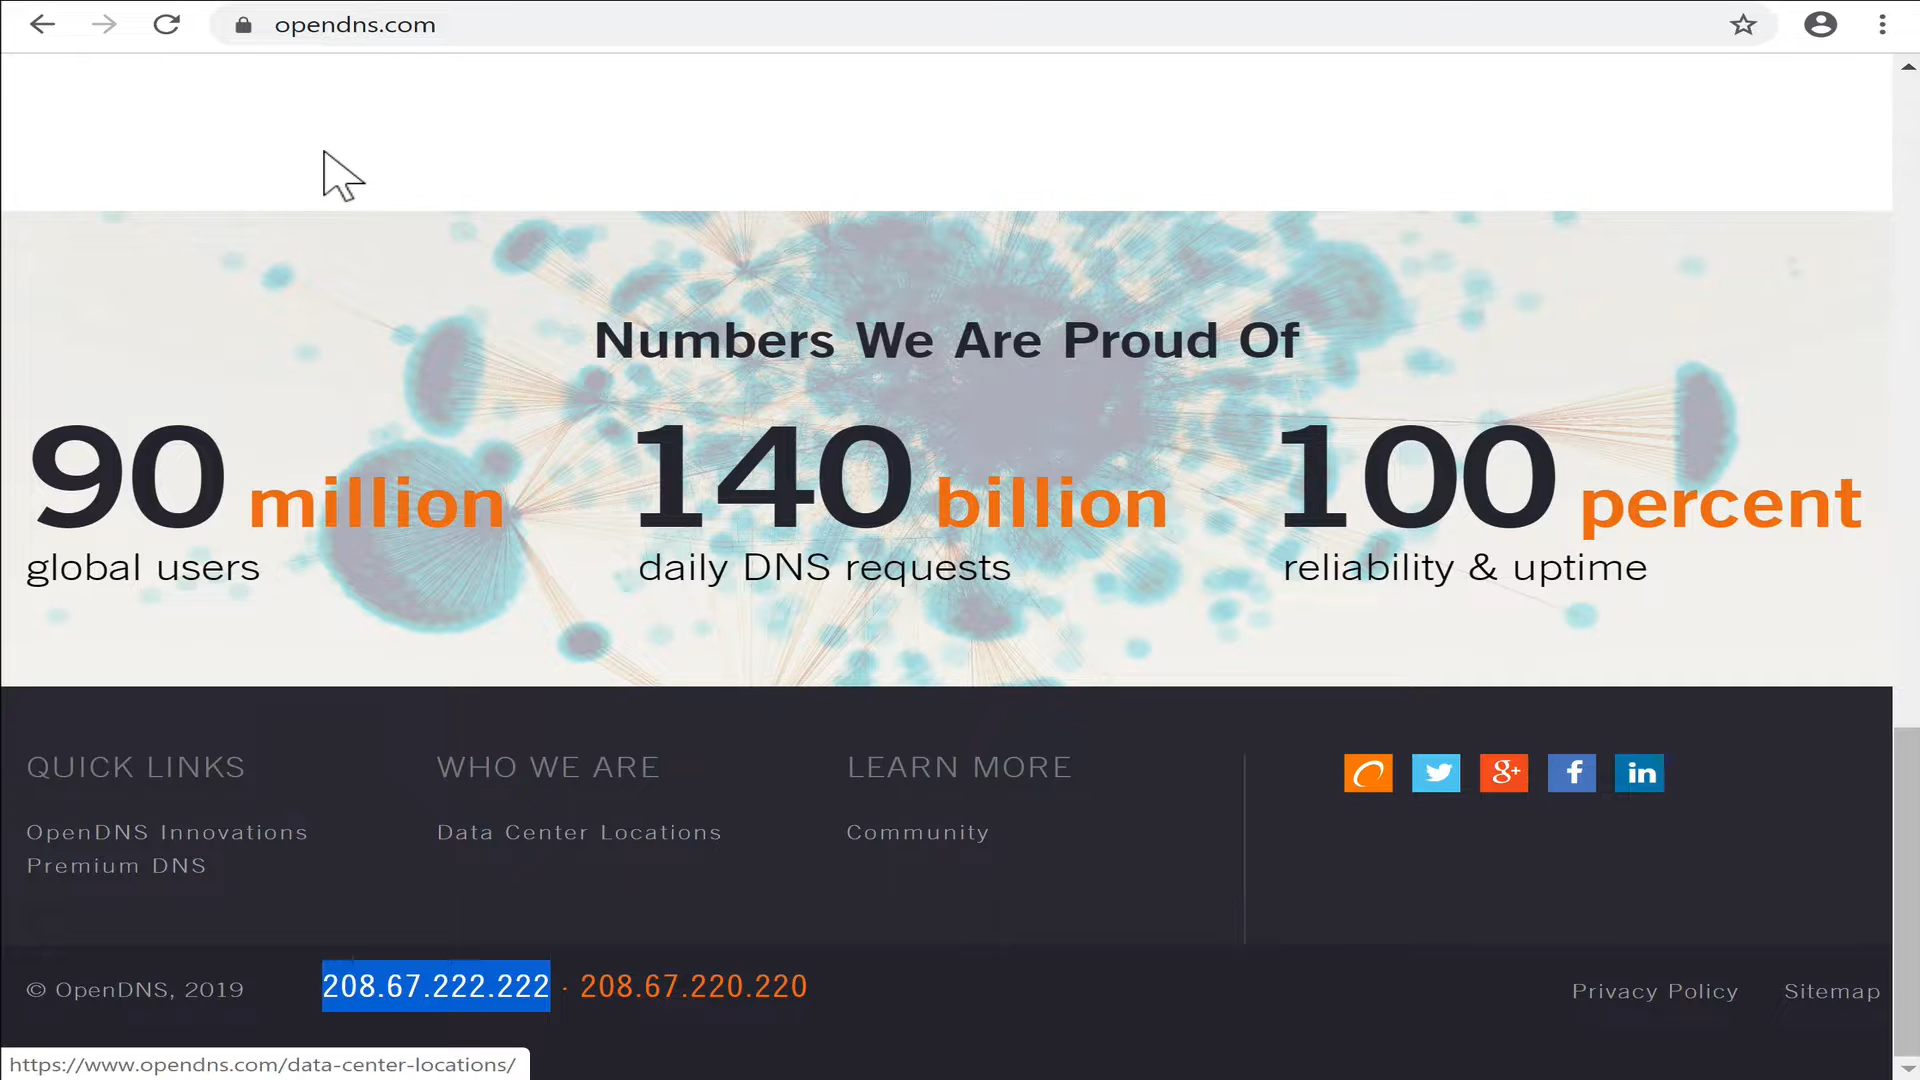 opendns.com
Numbers We Are Proud Of
90 million
global users
140 billion
daily DNS requests
100 percent
reliability & uptime
QUICK LINKS
OpenDNS Innovations
Premium DNS
WHO WE ARE
Data Center Locations
LEARN MORE
Community
g+
f
in
© OpenDNS, 2019
208.67.222.222 · 208.67.220.220
Privacy Policy
Sitemap
https://www.opendns.com/data-center-locations/